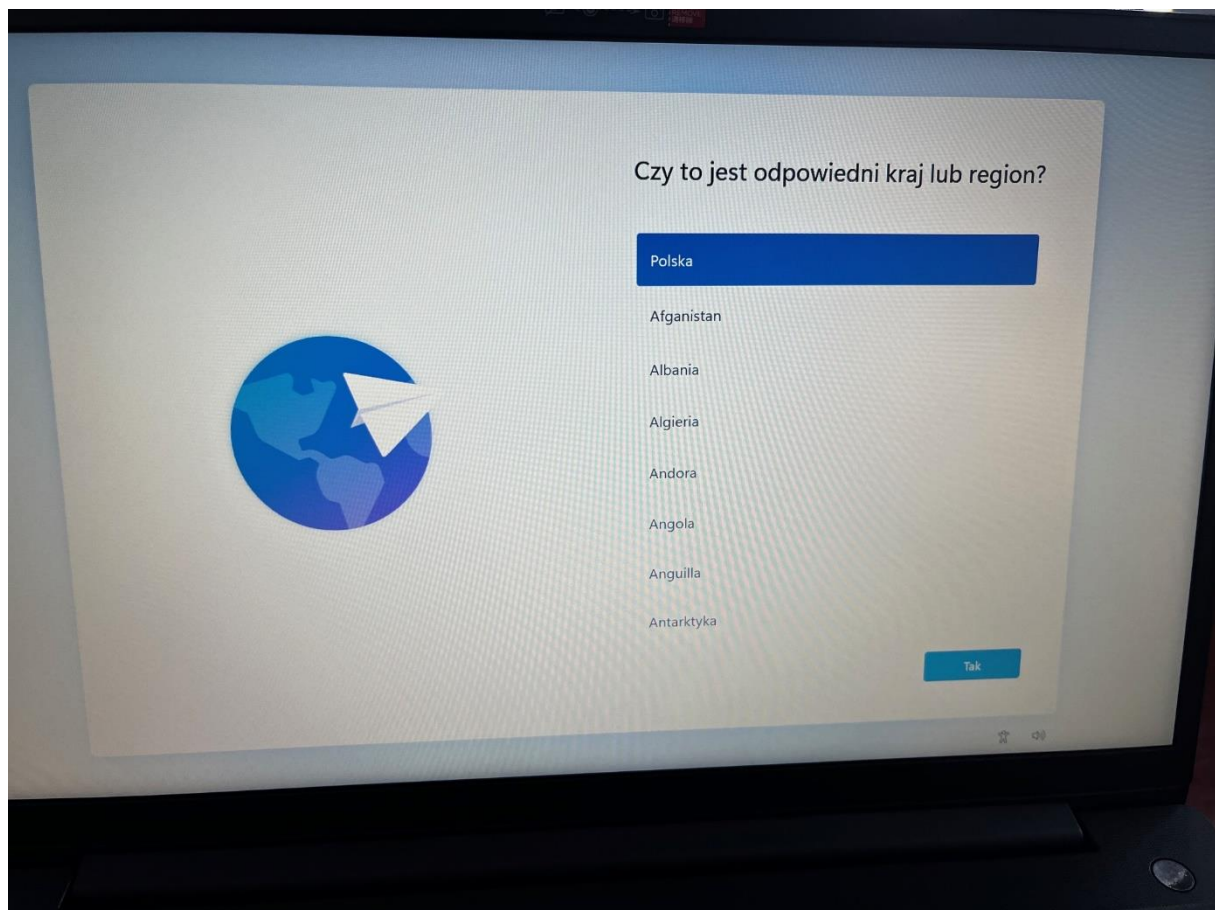 Czy to jest odpowiedni kraj lub region?
Polska
Afganistan
Albania
Algieria
Andora
Angola
Anguilla
Antarktyka
Tak